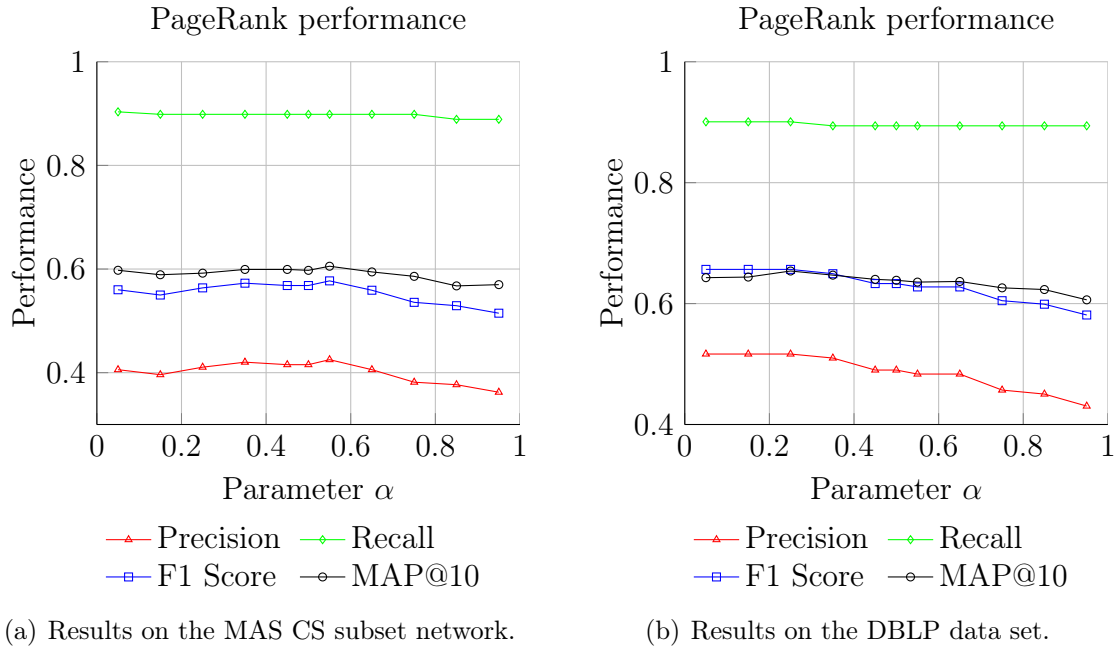 PageRank performance
1
0.8
0.6
0.4
Performance
0 0.2 0.4 0.6 0.8 1
Parameter α
Precision Recall
F1 Score MAP@10
(a) Results on the MAS CS subset network.
PageRank performance
1
0.8
0.6
0.4
Performance
0 0.2 0.4 0.6 0.8 1
Parameter α
Precision Recall
F1 Score MAP@10
(b) Results on the DBLP data set.